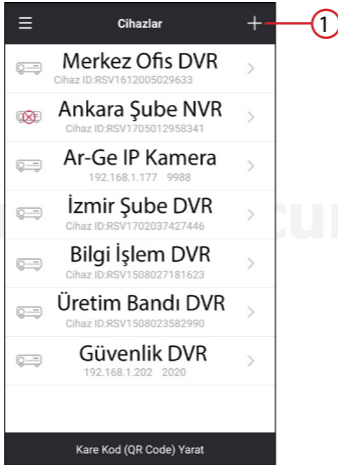 Cihazlar
1
Merkez Ofis DVR
Cihaz ID:RSV1612005029633
Ankara Şube NVR
Cihaz ID:RSV1705012958341
Ar-Ge IP Kamera
192.168.1.177 9988
İzmir Şube DVR
Cihaz ID:RSV1702037427446
Bilgi İşlem DVR
Cihaz ID:RSV1508027181623
Üretim Bandı DVR
Cihaz ID:RSV1508023582990
Güvenlik DVR
192.168.1.202 2020
Kare Kod (QR Code) Yarat